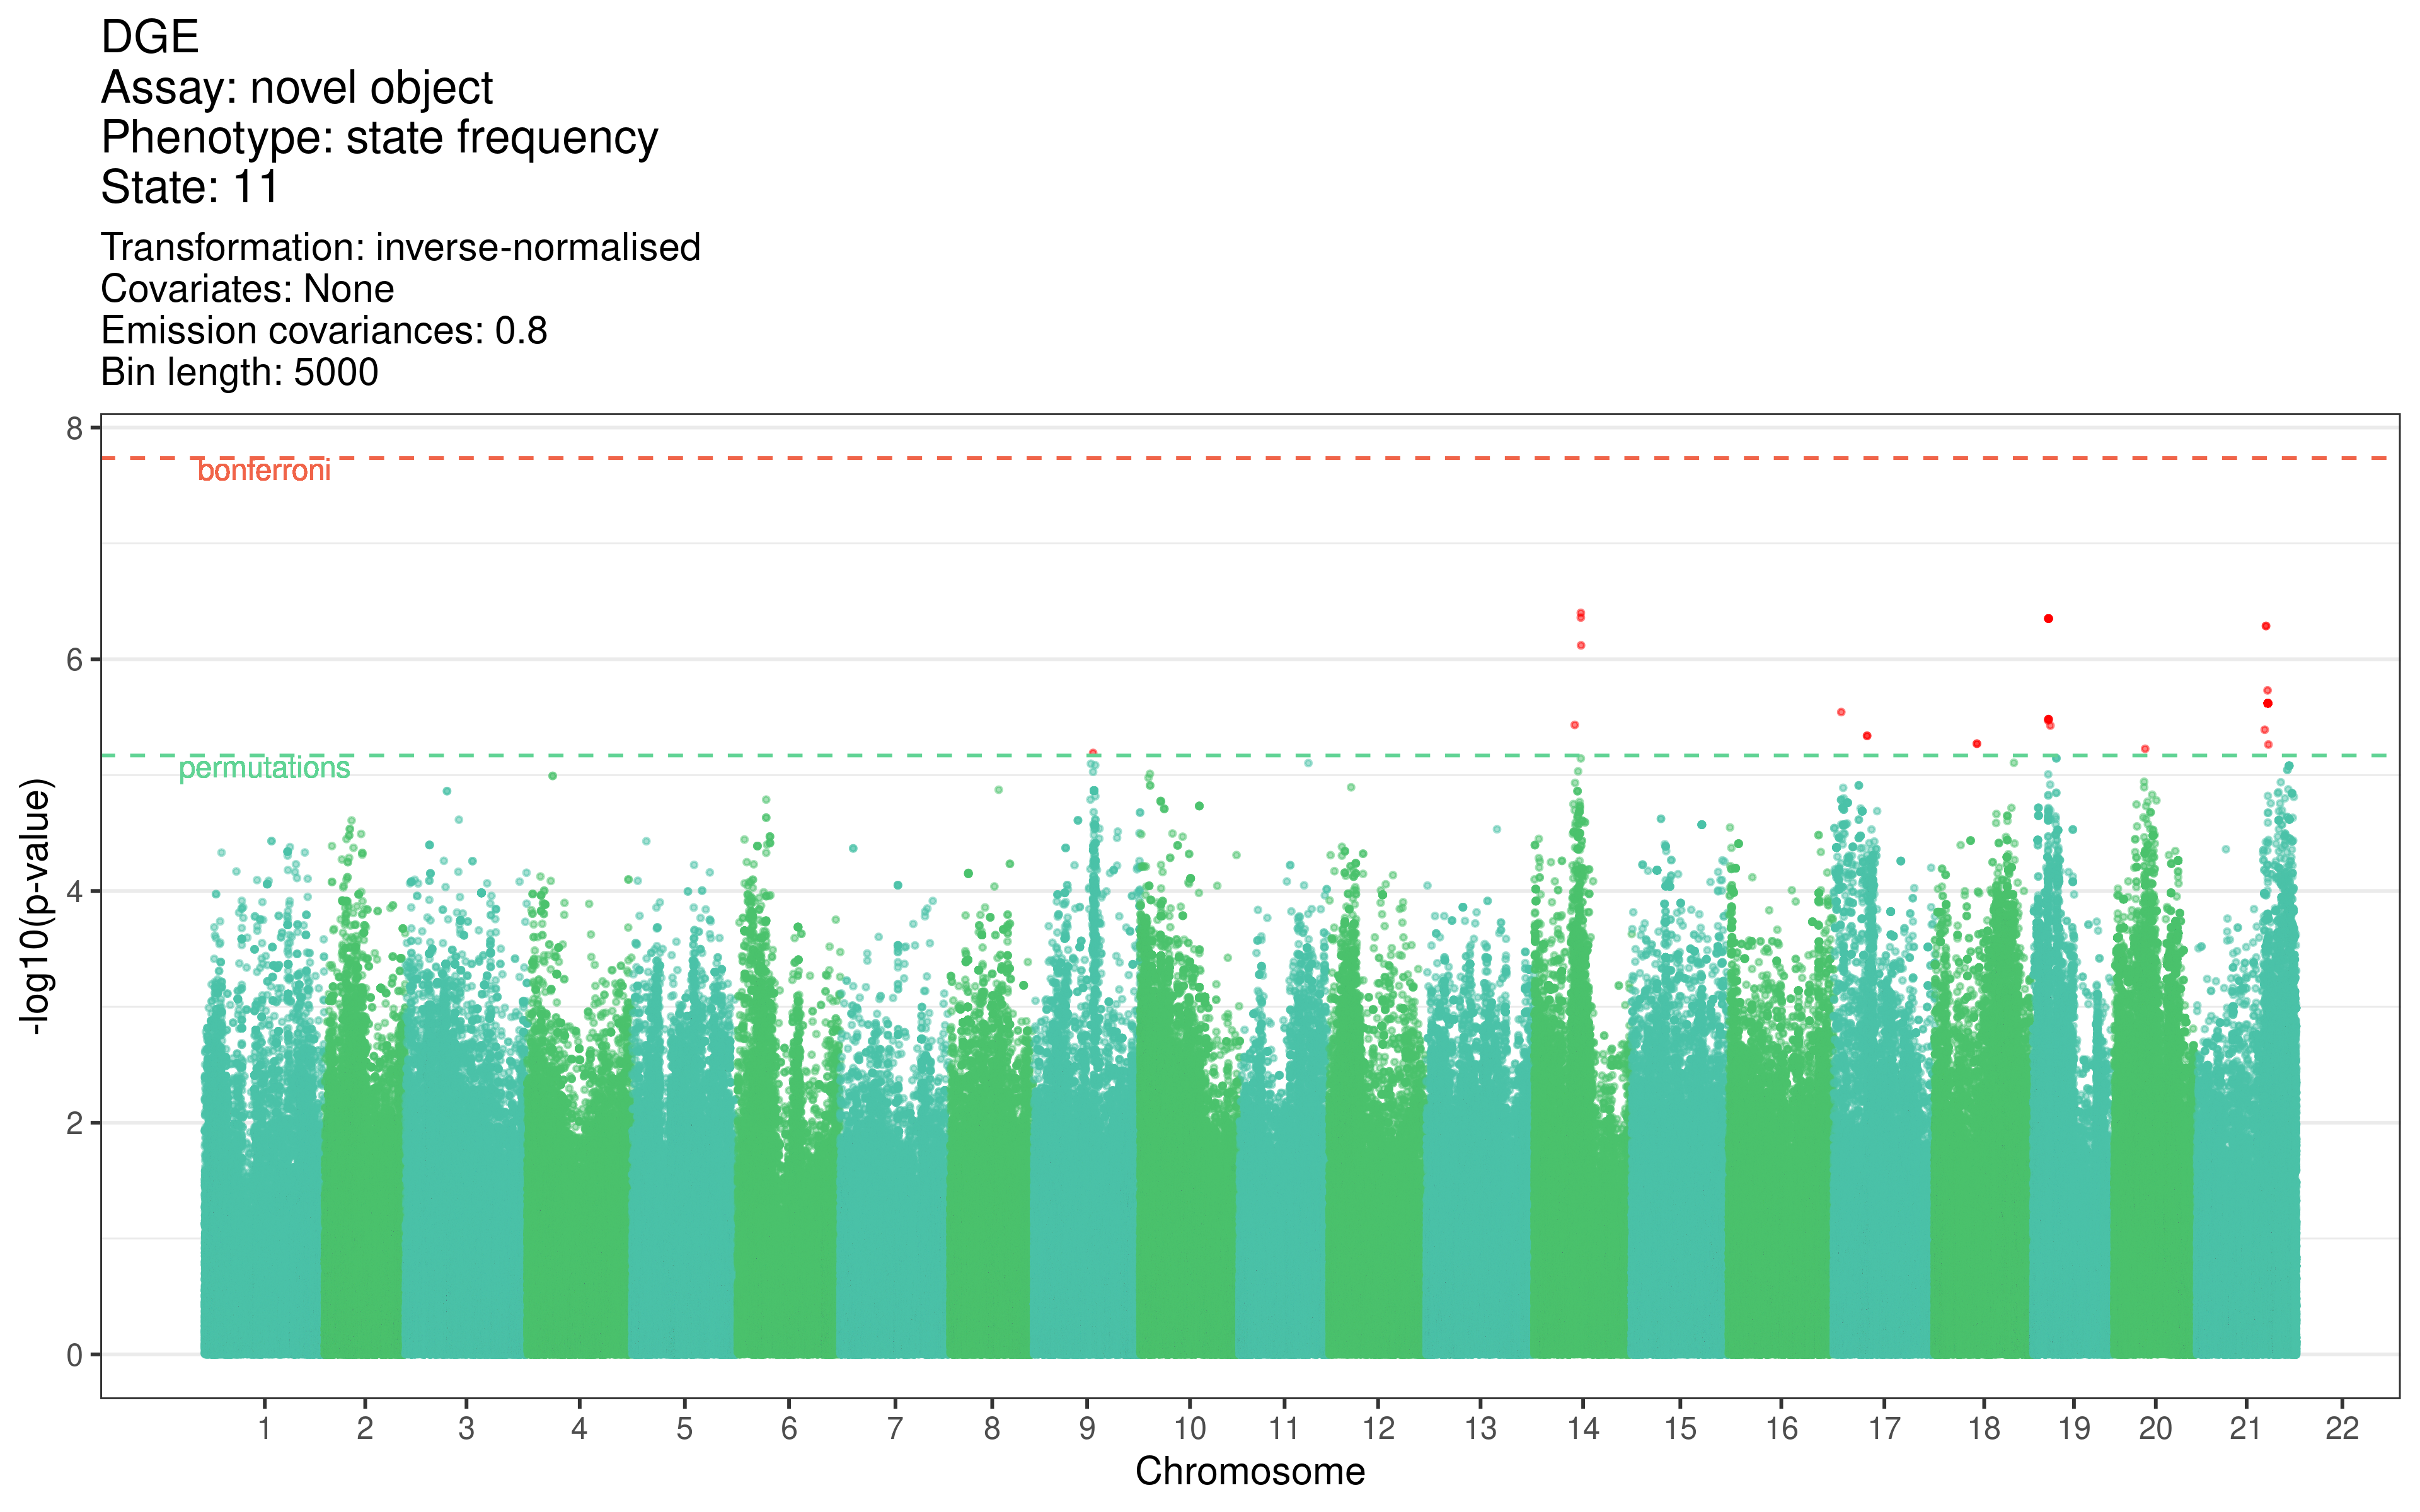 DGE
Assay: novel object
Phenotype: state frequency
State: 11
Transformation: inverse-normalised
Covariates: None
Emission covariances: 0.8
Bin length: 5000
8
bonferroni
6
permutations
4
2
0
-log10(p-value)
1 2 3 4 5 6 7 8 9 10 11 12 13 14 15 16 17 18 19 20 21 22
Chromosome